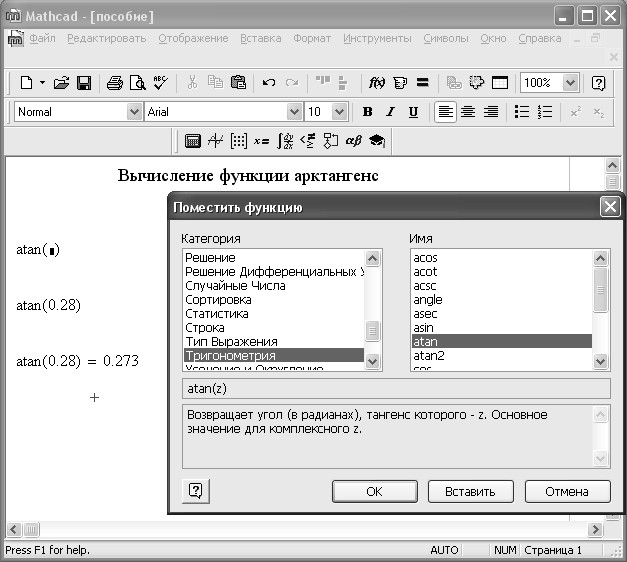 Mathcad - [пособие]
Файл Редактировать Отображение Вставка Формат Инструменты Символы Окно Справка
100%
Normal Arial 10 B I U
Вычисление функции арктангенс
atan(∎)
atan(0.28)
atan(0.28) = 0.273
Поместить функцию
Категория
Решение
Решение Дифференциальных У
Случайные Числа
Сортировка
Статистика
Строка
Тип Выражения
Тригонометрия
Усечение и Округление
Имя
acos
acot
acsc
angle
asec
asin
atan
atan2
cos
atan(z)
Возвращает угол (в радианах), тангенс которого - z. Основное
значение для комплексного z.
OK Вставить Отмена
Press F1 for help. AUTO NUM Страница 1